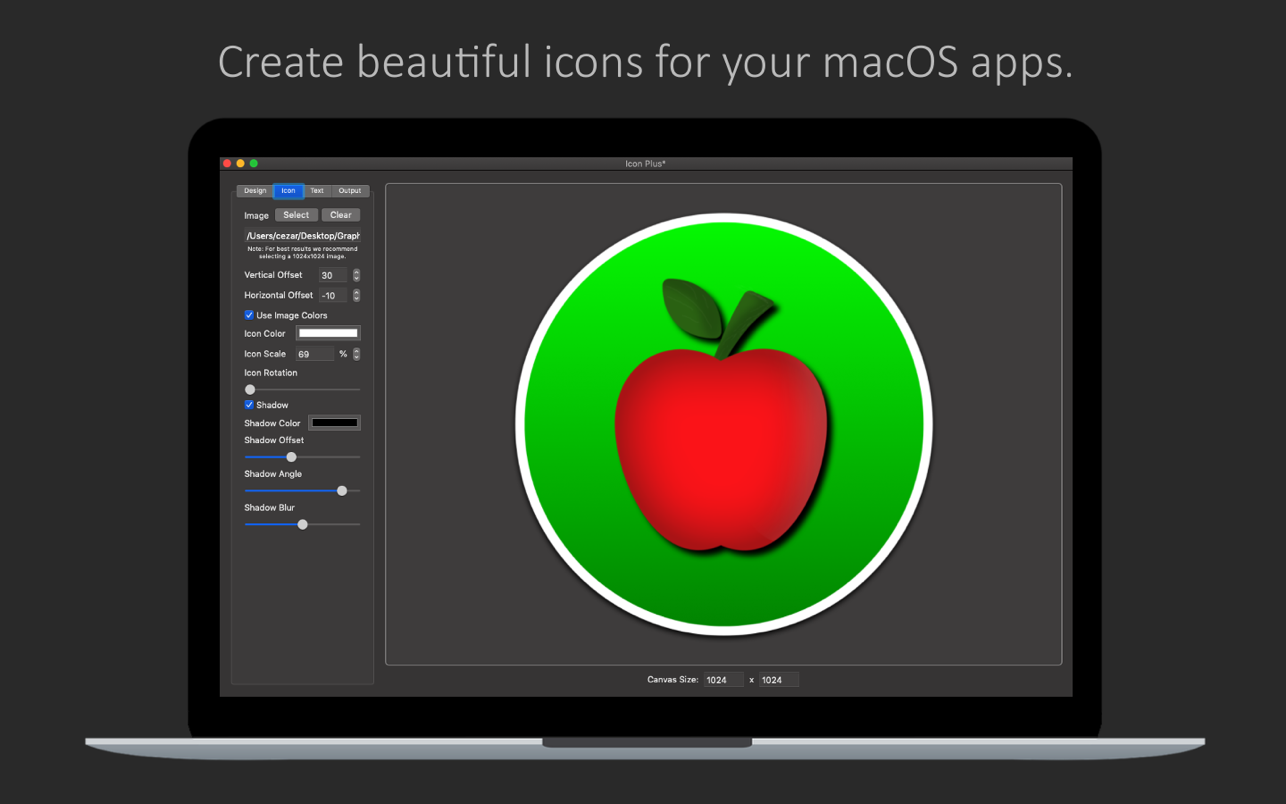 Create beautiful icons for your macOS apps.
Icon Plus*
Design Icon Text Output
Image Select Clear
/Users/cezar/Desktop/Graph
Note: For best results we recommend
selecting a 1024x1024 image.
Vertical Offset 30
Horizontal Offset -10
Use Image Colors
Icon Color
Icon Scale 69 %
Icon Rotation
Shadow
Shadow Color
Shadow Offset
Shadow Angle
Shadow Blur
Canvas Size: 1024 x 1024